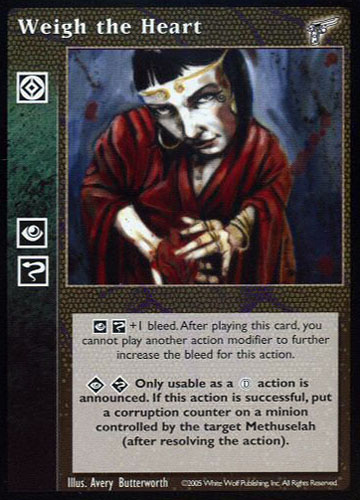 Weigh the Heart
+1 bleed. After playing this card, you
cannot play another action modifier to further
increase the bleed for this action.
Only usable as a D action is
announced. If this action is successful, put
a corruption counter on a minion
controlled by the target Methuselah
(after resolving the action).
Illus. Avery Butterworth ©2005 White Wolf Publishing, Inc. All Rights Reserved.